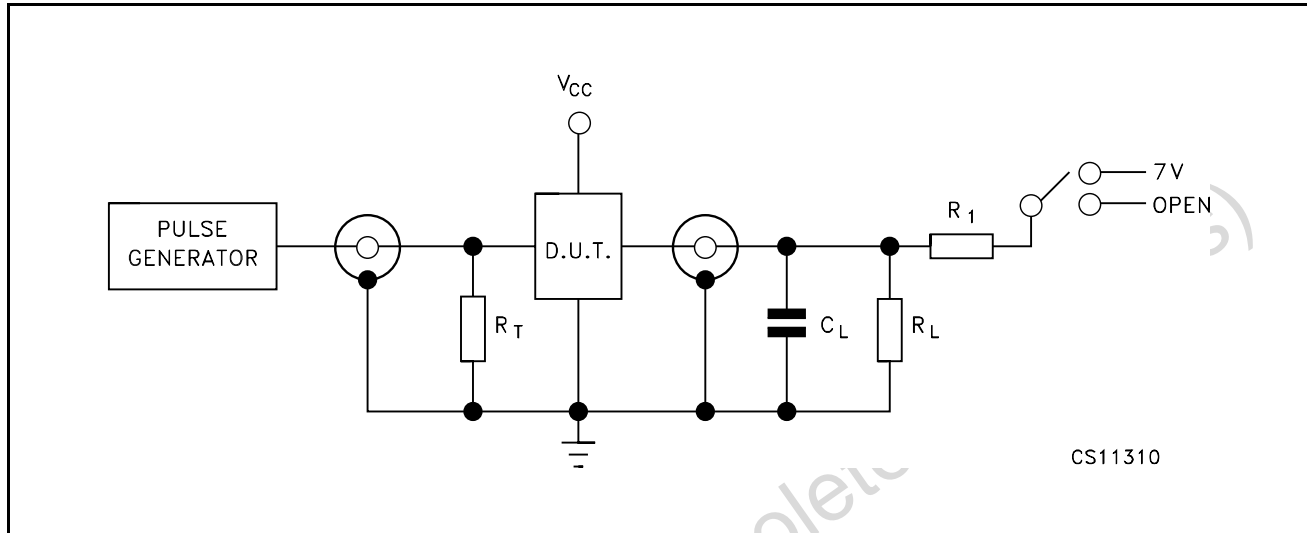 VCC
PULSE
GENERATOR
RT
D.U.T.
CL
RL
R1
7V
OPEN
CS11310